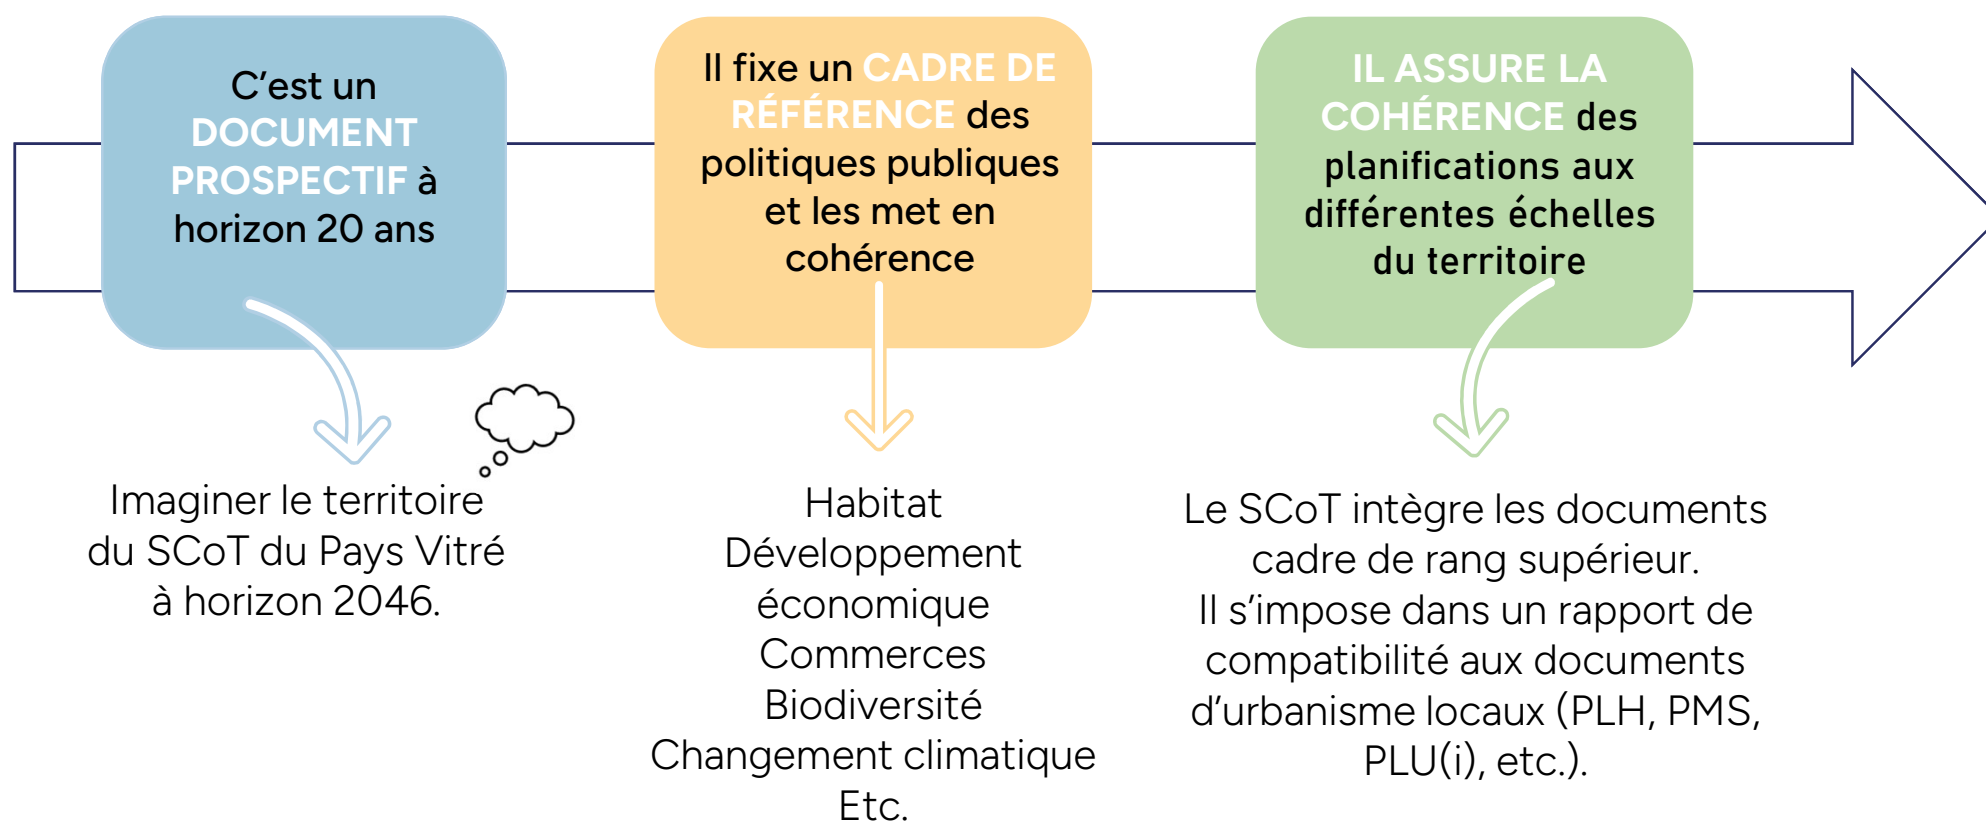 C’est un
DOCUMENT
PROSPECTIF à
horizon 20 ans
Imaginer le territoire
du SCoT du Pays Vitré
à horizon 2046.
Il fixe un CADRE DE
RÉFÉRENCE des
politiques publiques
et les met en
cohérence
Habitat
Développement
économique
Commerces
Biodiversité
Changement climatique
Etc.
IL ASSURE LA
COHÉRENCE des
planifications aux
différentes échelles
du territoire
Le SCoT intègre les documents
cadre de rang supérieur.
Il s’impose dans un rapport de
compatibilité aux documents
d’urbanisme locaux (PLH, PMS,
PLU(i), etc.).